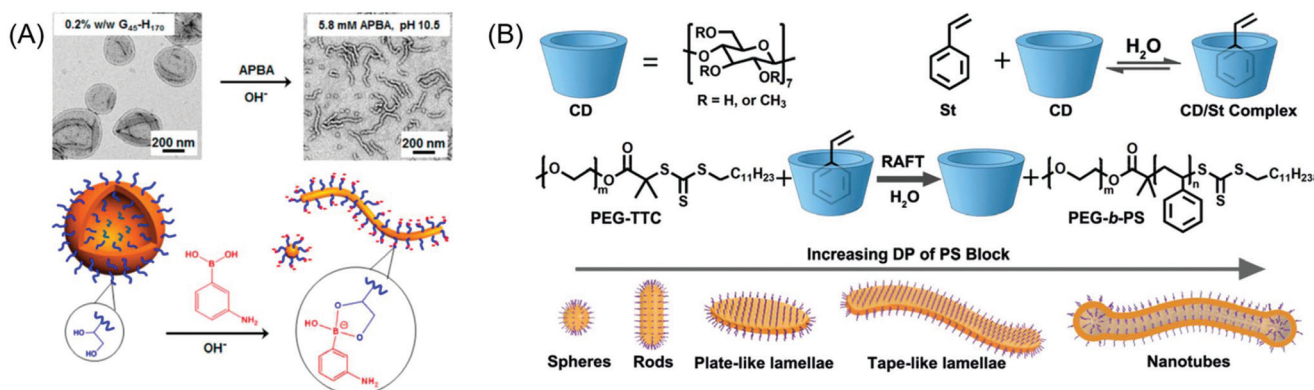 (A)
0.2% w/w G45-H170
200 nm
APBA
OH⁻
5.8 mM APBA, pH 10.5
200 nm
HO
OH
B
NH₂
OH⁻
HO
HO
HO
B
⊖
O
O
NH₂
(B)
CD
=
RO
O
O
RO
OR
7
R = H, or CH₃
St
+
CD
H₂O
CD/St Complex
O
m
O
O
S
S
S
C₁₁H₂₃
+
PEG-TTC
RAFT
H₂O
+
O
m
O
O
n
S
S
S
C₁₁H₂₃
PEG-b-PS
Increasing DP of PS Block
Spheres
Rods
Plate-like lamellae
Tape-like lamellae
Nanotubes